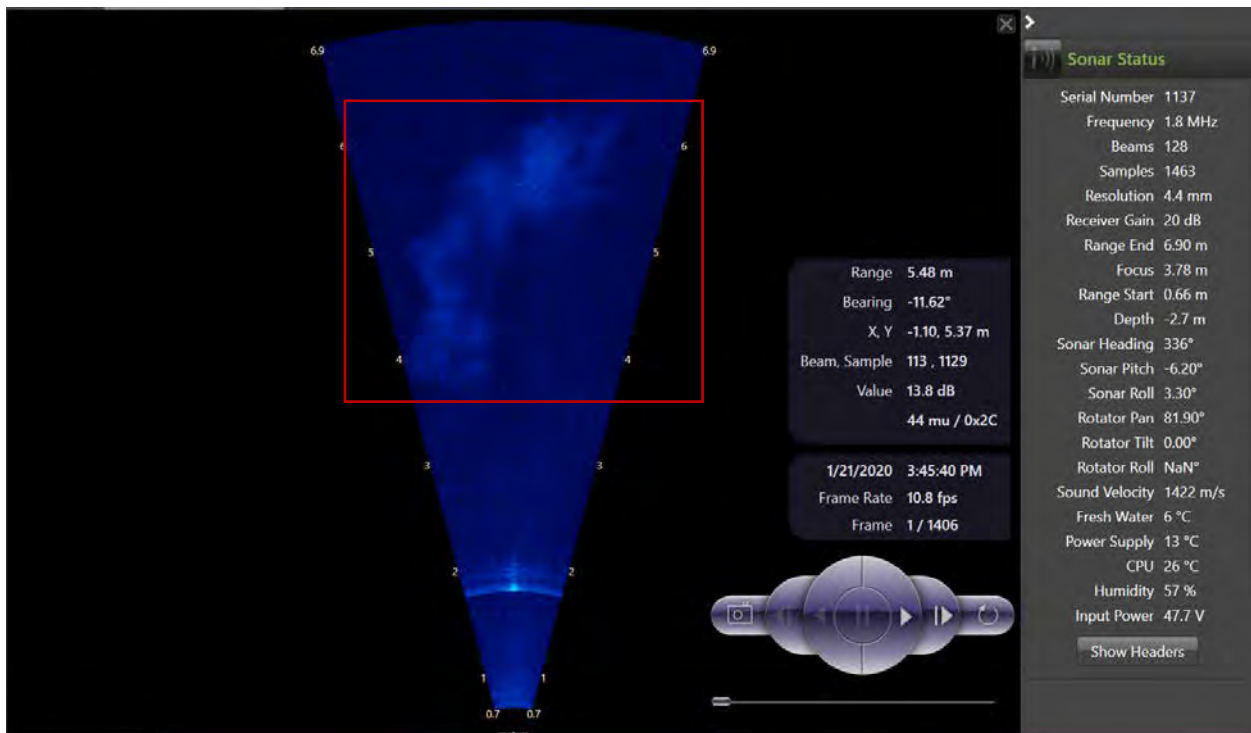 6.9 6.9
6 6
5 5
4 4
3 3
2 2
1 1
0.7 0.7
Range 5.48 m
Bearing -11.62°
X, Y -1.10, 5.37 m
Beam, Sample 113 , 1129
Value 13.8 dB
44 mu / 0x2C
1/21/2020 3:45:40 PM
Frame Rate 10.8 fps
Frame 1 / 1406
Sonar Status
Serial Number 1137
Frequency 1.8 MHz
Beams 128
Samples 1463
Resolution 4.4 mm
Receiver Gain 20 dB
Range End 6.90 m
Focus 3.78 m
Range Start 0.66 m
Depth -2.7 m
Sonar Heading 336°
Sonar Pitch -6.20°
Sonar Roll 3.30°
Rotator Pan 81.90°
Rotator Tilt 0.00°
Rotator Roll NaN°
Sound Velocity 1422 m/s
Fresh Water 6 °C
Power Supply 13 °C
CPU 26 °C
Humidity 57 %
Input Power 47.7 V
Show Headers